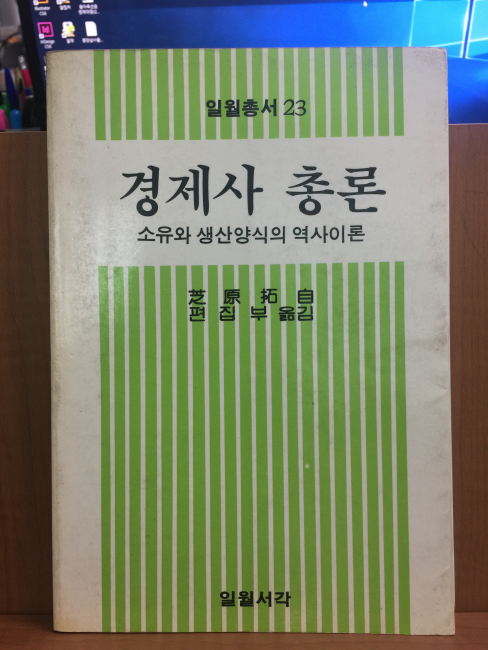 일월총서 23
경제사 총론
소유와 생산양식의 역사이론
芝原拓自
편집부 옮김
일월서각